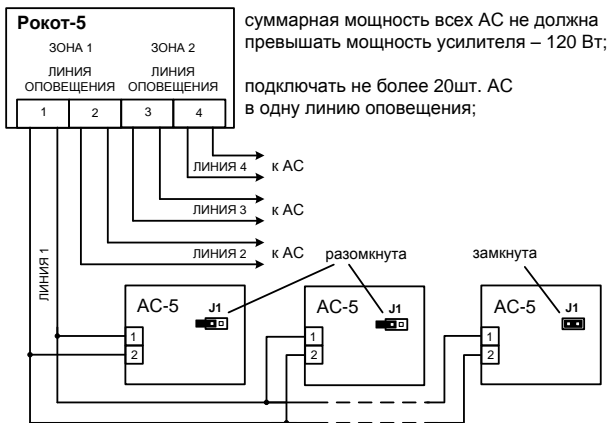 Рокот-5
ЗОНА 1
ЗОНА 2
ЛИНИЯ
ОПОВЕЩЕНИЯ
ЛИНИЯ
ОПОВЕЩЕНИЯ
1
2
3
4
суммарная мощность всех АС не должна
превышать мощность усилителя – 120 Вт;
подключать не более 20шт. АС
в одну линию оповещения;
ЛИНИЯ 4
к АС
ЛИНИЯ 3
к АС
ЛИНИЯ 2
к АС
ЛИНИЯ 1
разомкнута
замкнута
АС-5
J1
1
2
АС-5
J1
1
2
АС-5
J1
1
2